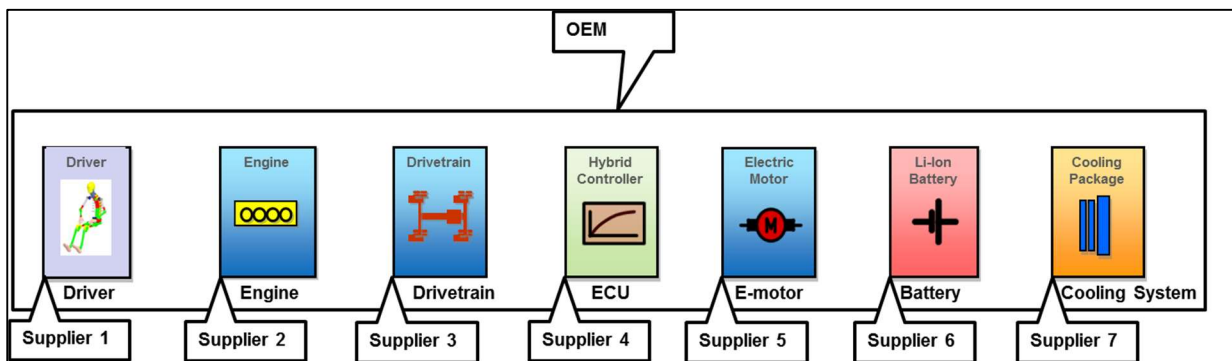 OEM
Driver Engine Drivetrain Hybrid Controller Electric Motor Li-Ion Battery Cooling Package
M
Driver Engine Drivetrain ECU E-motor Battery Cooling System
Supplier 1 Supplier 2 Supplier 3 Supplier 4 Supplier 5 Supplier 6 Supplier 7